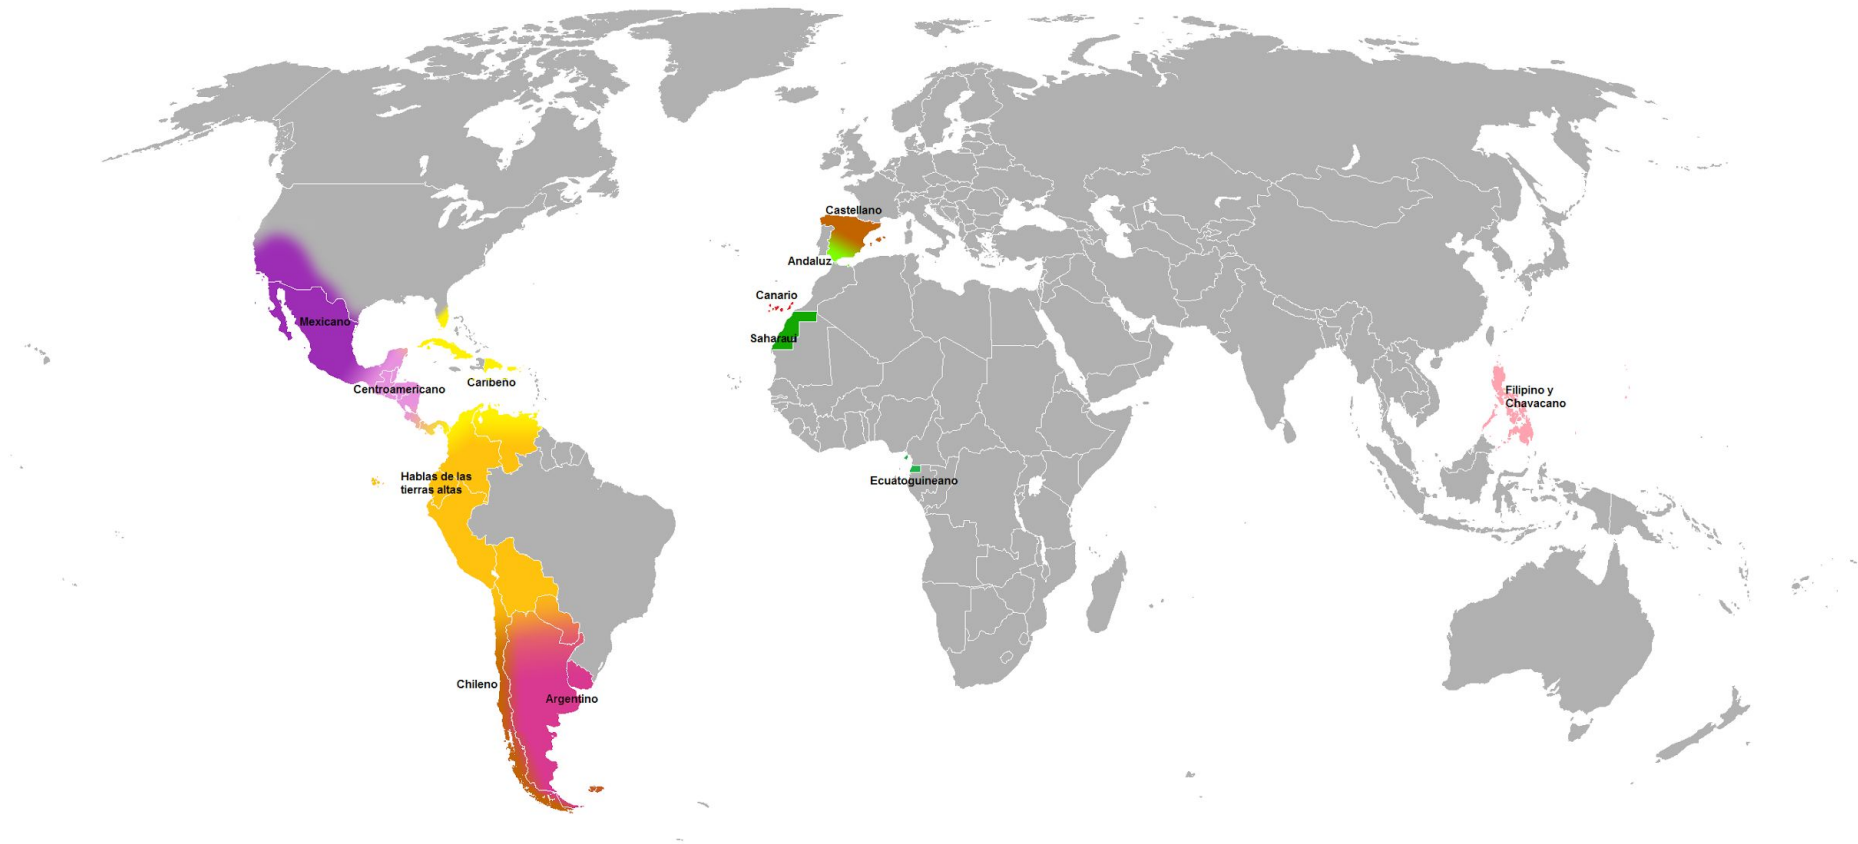 Castellano
Andaluz
Canario
Saharaui
Mexicano
Centroamericano
Caribeño
Hablas de las
tierras altas
Ecuatoguineano
Filipino y
Chavacano
Chileno
Argentino